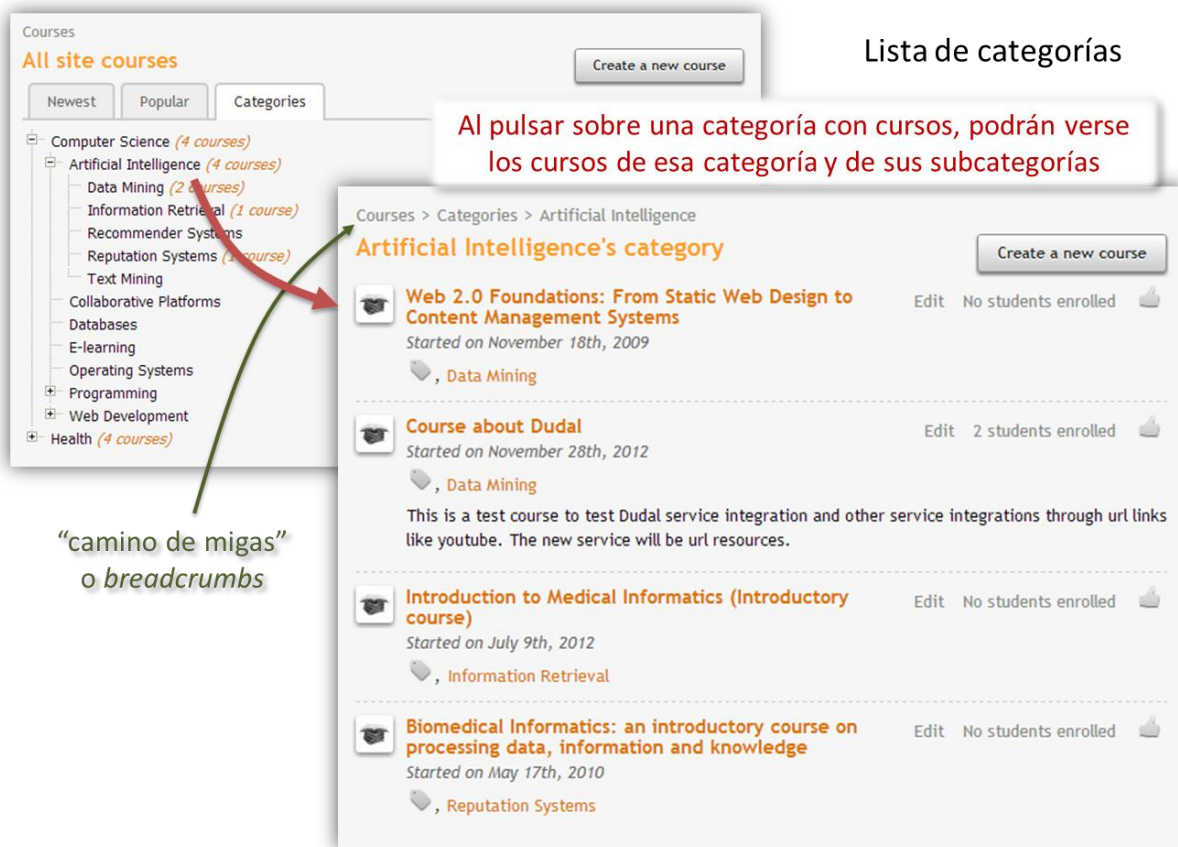 Courses
All site courses
Create a new course
Lista de categorías
Newest
Popular
Categories
Al pulsar sobre una categoría con cursos, podrán verse
los cursos de esa categoría y de sus subcategorías
Computer Science (4 courses)
Artificial Intelligence (4 courses)
Data Mining (2 courses)
Information Retrieval (1 course)
Recommender Systems
Reputation Systems (1 course)
Text Mining
Collaborative Platforms
Databases
E-learning
Operating Systems
Programming
Web Development
Health (4 courses)
"camino de migas"
o breadcrumbs
Courses > Categories > Artificial Intelligence
Artificial Intelligence's category
Create a new course
Web 2.0 Foundations: From Static Web Design to
Content Management Systems
Edit No students enrolled
Started on November 18th, 2009
, Data Mining
Course about Dudal
Edit 2 students enrolled
Started on November 28th, 2012
, Data Mining
This is a test course to test Dudal service integration and other service integrations through url links
like youtube. The new service will be url resources.
Introduction to Medical Informatics (Introductory
course)
Edit No students enrolled
Started on July 9th, 2012
, Information Retrieval
Biomedical Informatics: an introductory course on
processing data, information and knowledge
Edit No students enrolled
Started on May 17th, 2010
, Reputation Systems